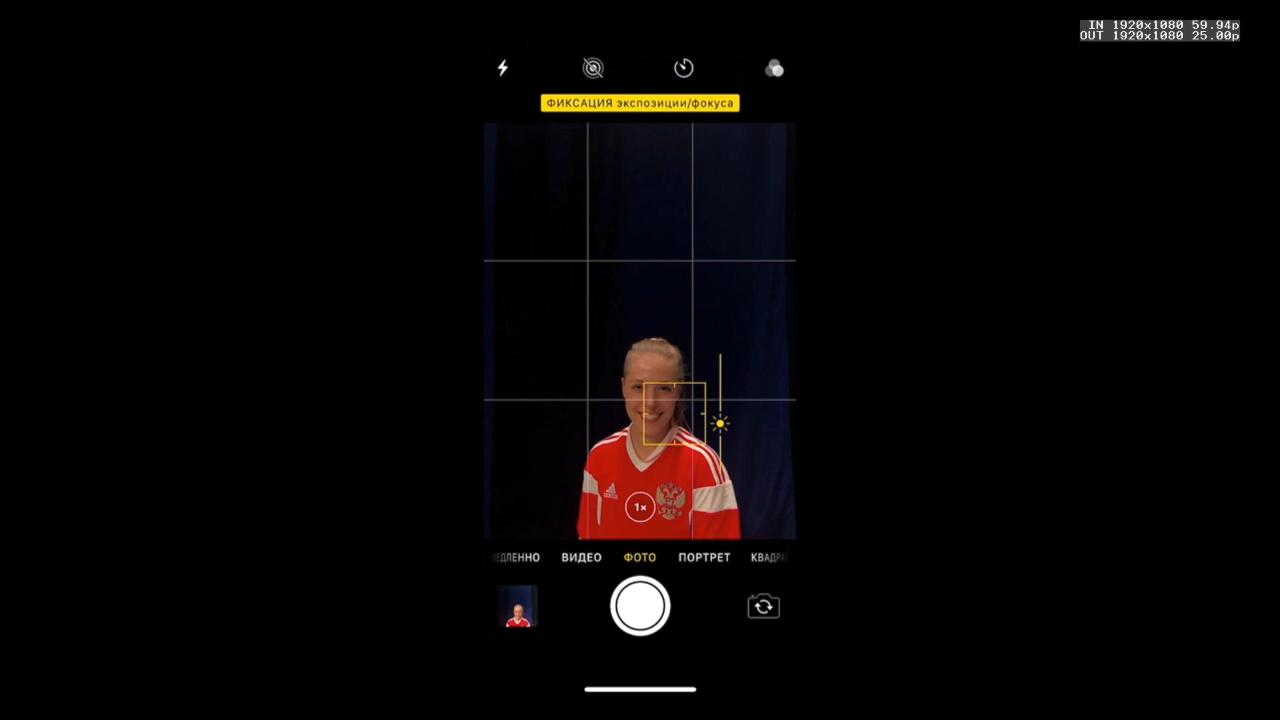 IN 1920x1080 59.94p
OUT 1920x1080 25.00p
ФИКСАЦИЯ экспозиции/фокуса
1×
ВИДЕО
ФОТО
ПОРТРЕТ